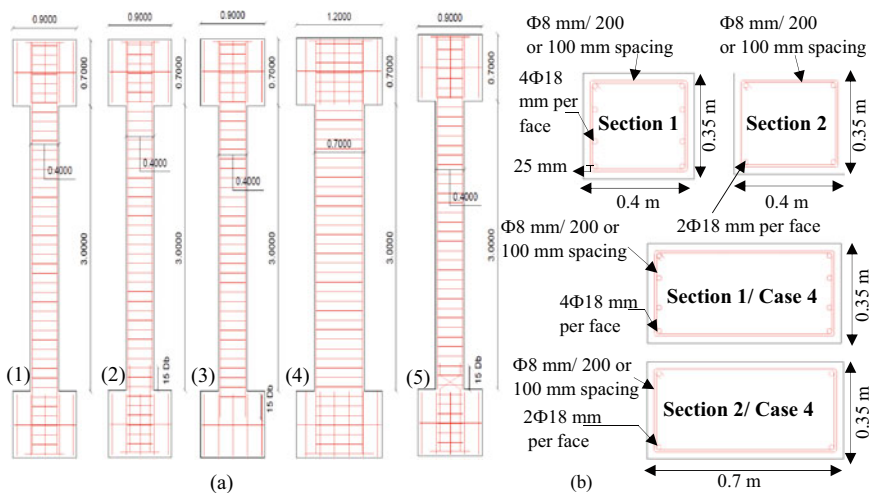 0.9000
0.9000
0.9000
1.2000
0.9000
0.7000
0.7000
0.7000
0.7000
0.7000
0.4000
0.4000
0.4000
0.7000
0.4000
3.0000
3.0000
3.0000
3.0000
3.0000
(1)
(2)
(3)
(4)
(5)
15 Db
15 Db
15 Db
(a)
(b)
Φ8 mm/ 200
or 100 mm spacing
4Φ18
mm per
face
25 mm
Section 1
0.35 m
0.4 m
Φ8 mm/ 200
or 100 mm spacing
Section 2
0.35 m
0.4 m
2Φ18 mm per face
Φ8 mm/ 200 or
100 mm spacing
4Φ18 mm
per face
Section 1/ Case 4
0.35 m
Φ8 mm/ 200 or
100 mm spacing
2Φ18 mm
per face
Section 2/ Case 4
0.35 m
0.7 m